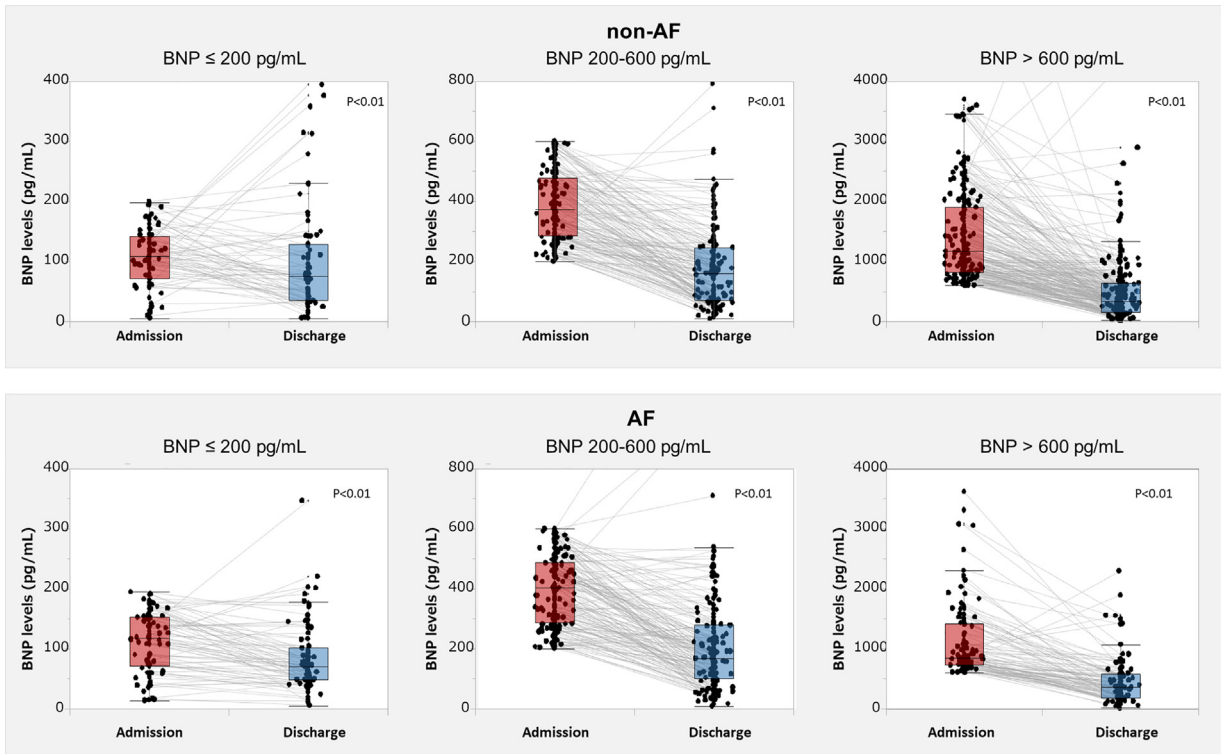 non-AF
BNP ≤ 200 pg/mL
BNP 200-600 pg/mL
BNP > 600 pg/mL
BNP levels (pg/mL)
400
300
200
100
0
P<0.01
Admission
Discharge
BNP levels (pg/mL)
800
600
400
200
0
P<0.01
Admission
Discharge
BNP levels (pg/mL)
4000
3000
2000
1000
0
P<0.01
Admission
Discharge
AF
BNP ≤ 200 pg/mL
BNP 200-600 pg/mL
BNP > 600 pg/mL
BNP levels (pg/mL)
400
300
200
100
0
P<0.01
Admission
Discharge
BNP levels (pg/mL)
800
600
400
200
0
P<0.01
Admission
Discharge
BNP levels (pg/mL)
4000
3000
2000
1000
0
P<0.01
Admission
Discharge